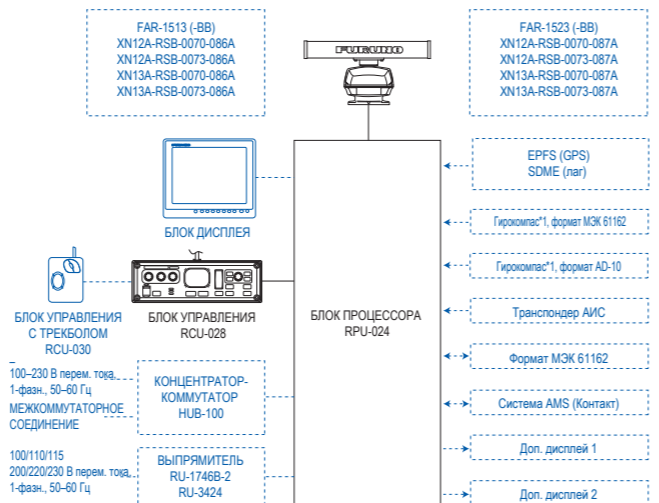 FAR-1513 (-BB)
XN12A-RSB-0070-086A
XN12A-RSB-0073-086A
XN13A-RSB-0070-086A
XN13A-RSB-0073-086A
FURUNO
FAR-1523 (-BB)
XN12A-RSB-0070-087A
XN12A-RSB-0073-087A
XN13A-RSB-0070-087A
XN13A-RSB-0073-087A
EPFS (GPS)
SDME (лаг)
БЛОК ДИСПЛЕЯ
Гирокомпас*1, формат МЭК 61162
Гирокомпас*1, формат AD-10
БЛОК УПРАВЛЕНИЯ
С ТРЕКБОЛОМ
RCU-030
БЛОК УПРАВЛЕНИЯ
RCU-028
БЛОК ПРОЦЕССОРА
RPU-024
Транспондер АИС
Формат МЭК 61162
Система AMS (Контакт)
Доп. дисплей 1
Доп. дисплей 2
100–230 В перем. тока,
1-фазн., 50–60 Гц
МЕЖКОММУТАТОРНОЕ
СОЕДИНЕНИЕ
КОНЦЕНТРАТОР-
КОММУТАТОР
HUB-100
100/110/115
200/220/230 В перем. тока,
1-фазн., 50–60 Гц
ВЫПРЯМИТЕЛЬ
RU-1746B-2
RU-3424